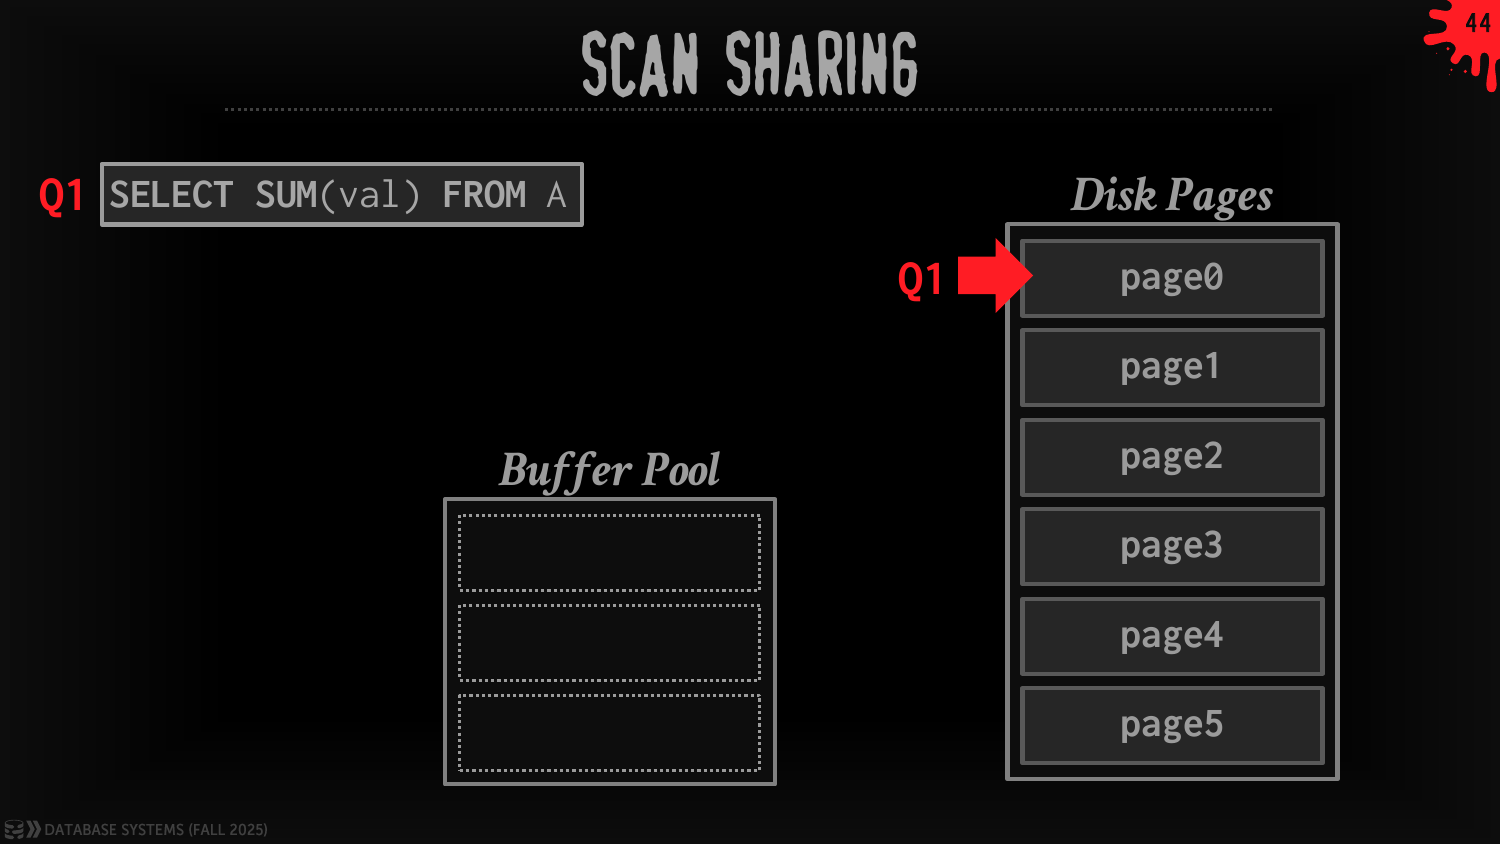 44
SCAN SHARING
Q1 SELECT SUM(val) FROM A
Disk Pages
Q1 page0
page1
page2
page3
page4
page5
Buffer Pool
DATABASE SYSTEMS (FALL 2025)